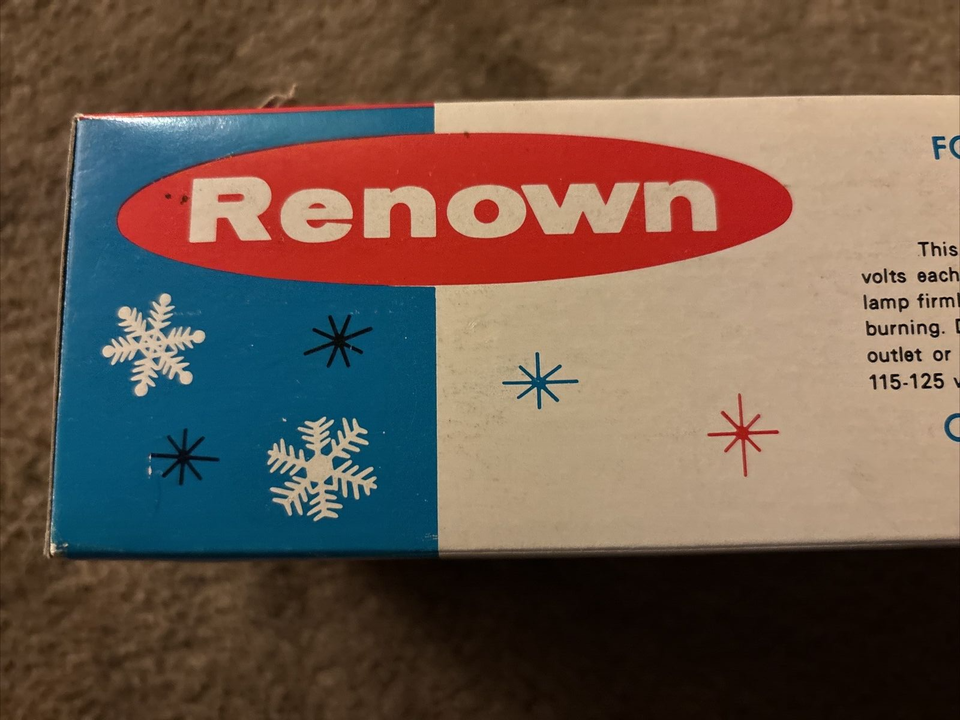 Renown
FO
This
volts each
lamp firml
burning. D
outlet or
115-125 v